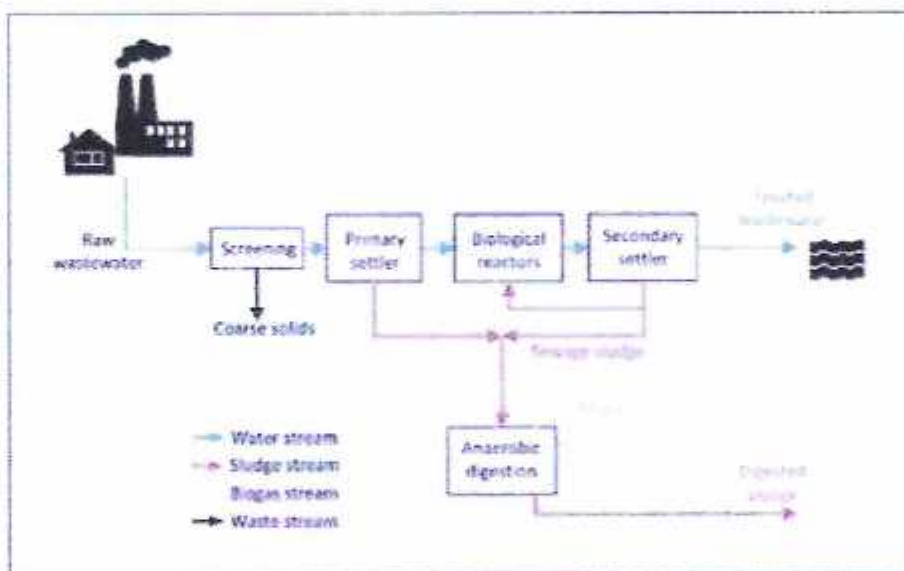 Treated
wastewater
Raw
wastewater
Screening
Primary
settler
Biological
reactors
Secondary
settler
Coarse solids
Sewage sludge
Anaerobic
digestion
Digested
sludge
Water stream
Sludge stream
Biogas stream
Waste stream